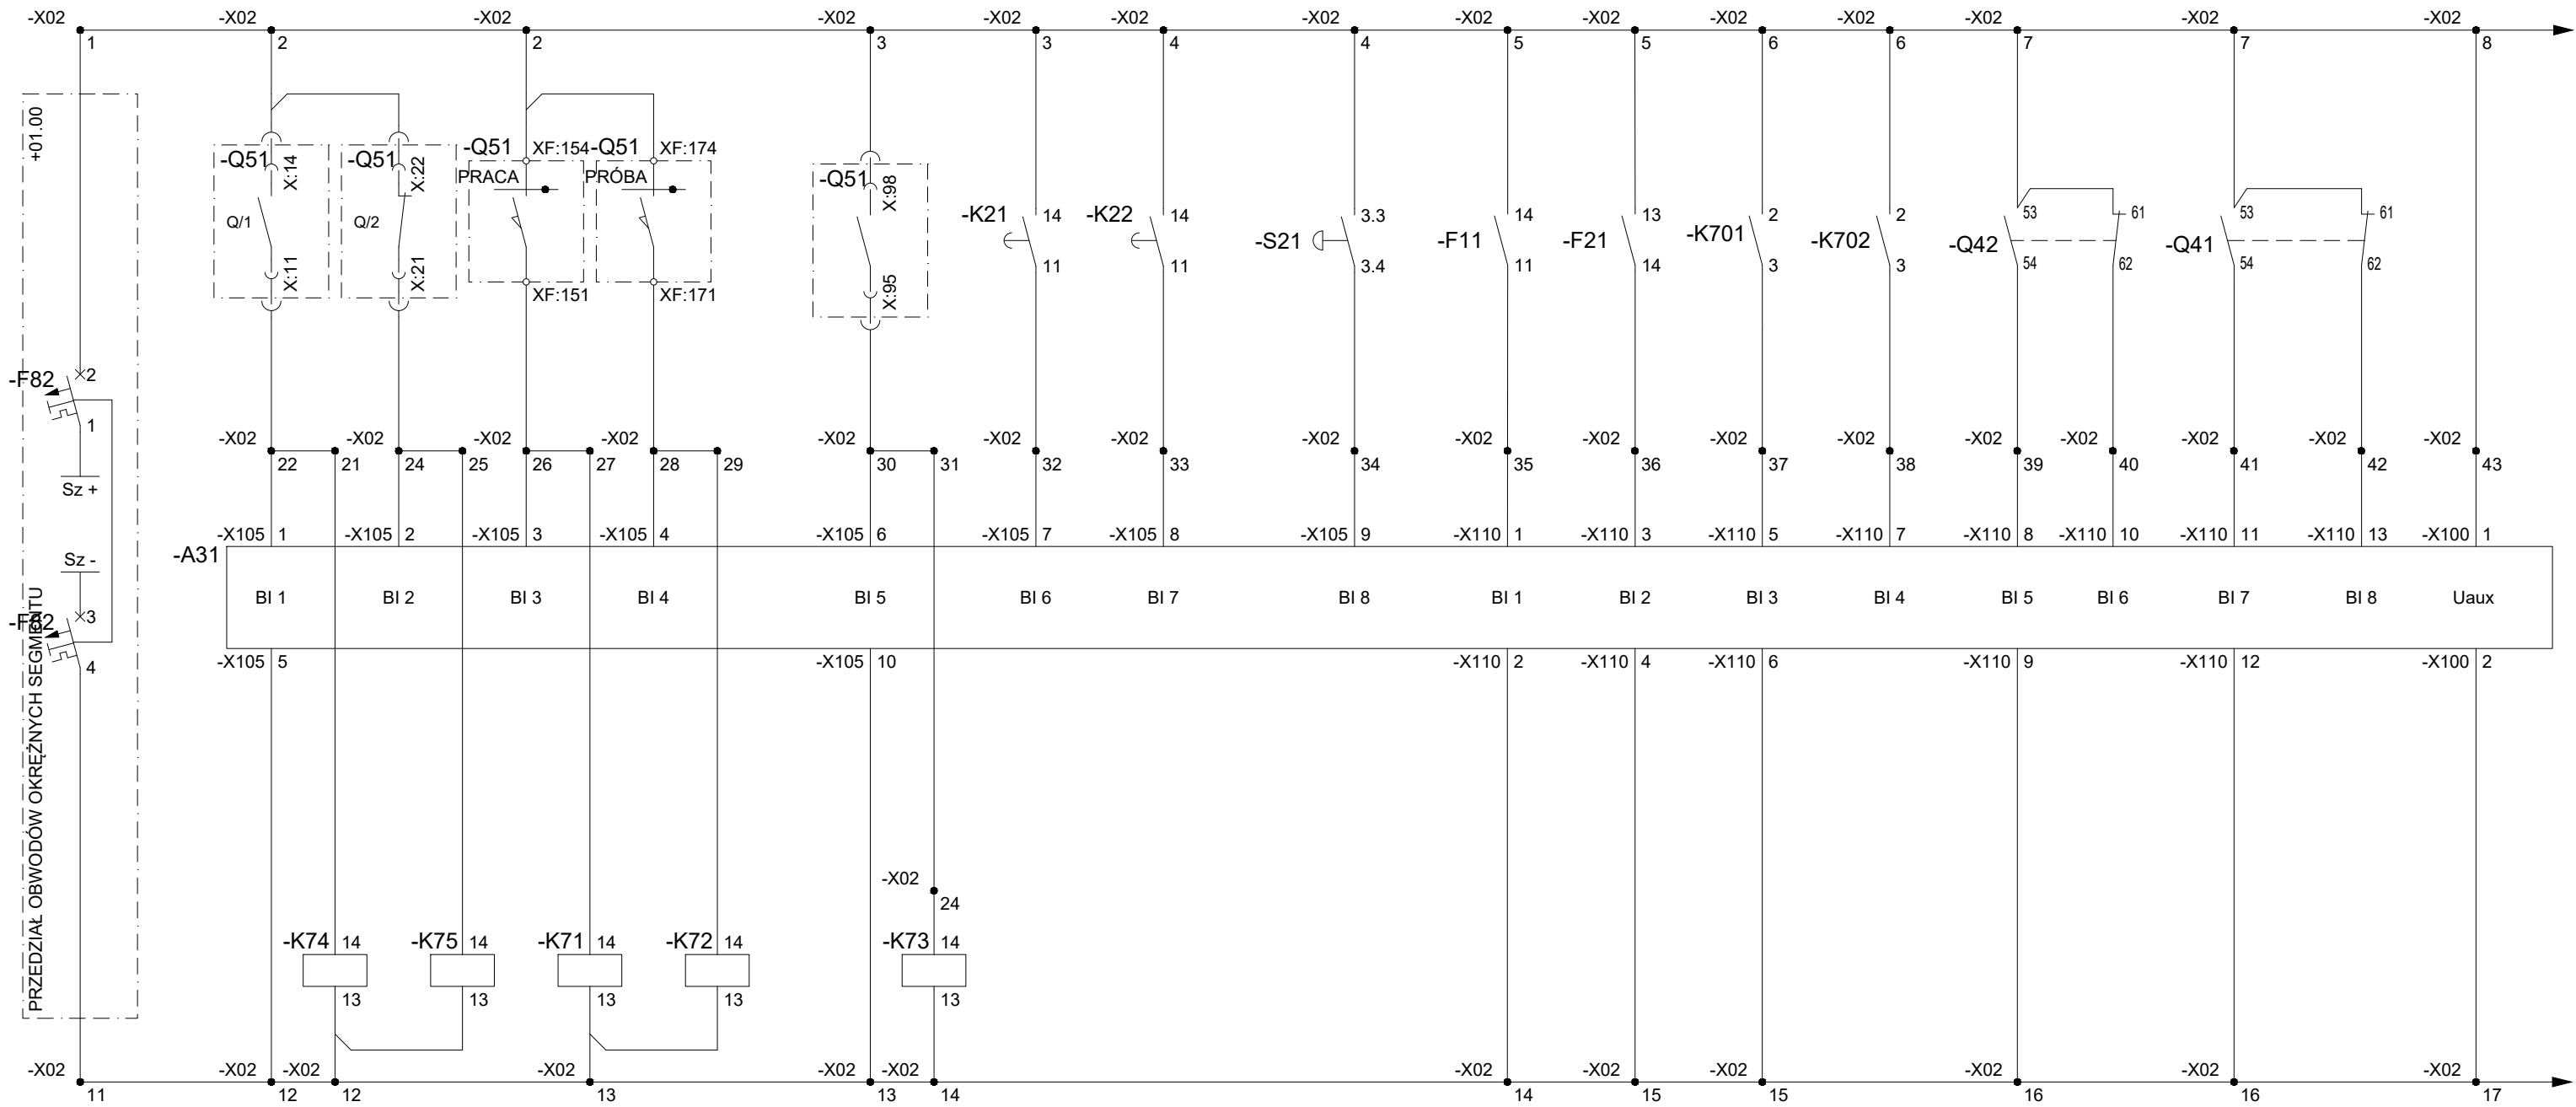 -X02 -X02 -X02 -X02 -X02 -X02 -X02 -X02 -X02 -X02 -X02 -X02 -X02 -X02
1 2 2 3 3 4 4 5 5 6 6 7 7 8
+01.00
-Q51 X:14 -Q51 X:22 -Q51 XF:154 -Q51 XF:174
PRACA PRÓBA
-Q51 X:98
Q/1 Q/2
-K21 14 -K22 14 -S21 3.3 -F11 14 -F21 13 -K701 2 -K702 2 -Q42 53 61 -Q41 53 61
11 11 3.4 11 14 3 3 54 62 54 62
X:11 X:21 XF:151 XF:171 X:95
-F82 2
1
-X02 -X02 -X02 -X02 -X02 -X02 -X02 -X02 -X02 -X02 -X02 -X02 -X02 -X02 -X02 -X02 -X02
22 21 24 25 26 27 28 29 30 31 32 33 34 35 36 37 38 39 40 41 42 43
Sz +
-X105 1 -X105 2 -X105 3 -X105 4 -X105 6 -X105 7 -X105 8 -X105 9 -X110 1 -X110 3 -X110 5 -X110 7 -X110 8 -X110 10 -X110 11 -X110 13 -X100 1
-A31
Sz -
BI 1 BI 2 BI 3 BI 4 BI 5 BI 6 BI 7 BI 8 BI 1 BI 2 BI 3 BI 4 BI 5 BI 6 BI 7 BI 8 Uaux
-F82 3
4
-X105 5 -X105 10 -X110 2 -X110 4 -X110 6 -X110 9 -X110 12 -X100 2
PRZEDZIAŁ OBWODÓW OKRĘŻNYCH SEGMENTU
-X02
24
-K74 14 -K75 14 -K71 14 -K72 14 -K73 14
13 13 13 13 13
-X02 -X02 -X02 -X02 -X02 -X02 -X02 -X02 -X02 -X02 -X02 -X02
11 12 12 13 13 14 14 15 15 16 16 17